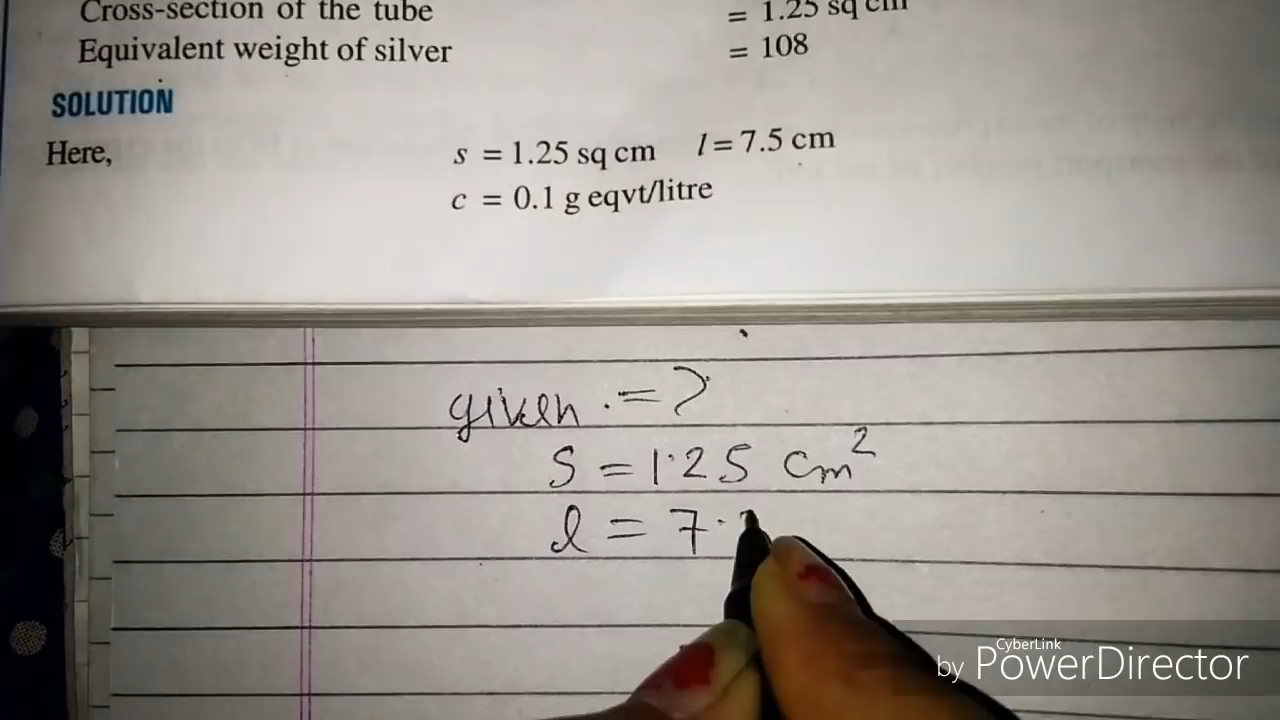 Cross-section of the tube = 1.25 sq cm
Equivalent weight of silver = 108
SOLUTION
Here, s = 1.25 sq cm l = 7.5 cm
c = 0.1 g eqvt/litre
given . = >
S = 1.25 cm²
l = 7.
CyberLink
by PowerDirector